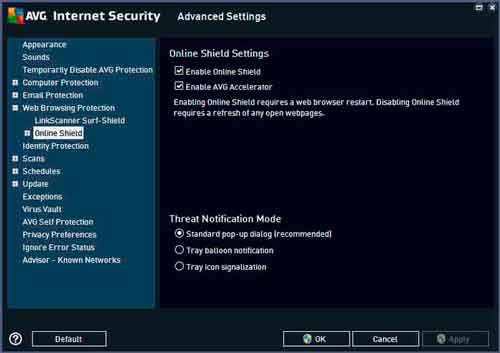 AVG Internet Security Advanced Settings
Appearance
Sounds
Temporarily Disable AVG Protection
Computer Protection
Email Protection
Web Browsing Protection
LinkScanner Surf-Shield
Online Shield
Identity Protection
Scans
Schedules
Update
Exceptions
Virus Vault
AVG Self Protection
Privacy Preferences
Ignore Error Status
Advisor - Known Networks
Online Shield Settings
Enable Online Shield
Enable AVG Accelerator
Enabling Online Shield requires a web browser restart. Disabling Online Shield
requires a refresh of any open webpages.
Threat Notification Mode
Standard pop-up dialog (recommended)
Tray balloon notification
Tray icon signalization
? Default OK Cancel Apply